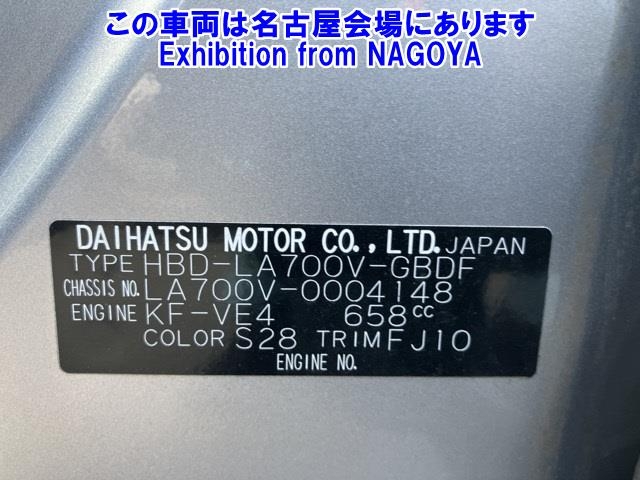 この車両は名古屋会場にあります
Exhibition from NAGOYA
DAIHATSU MOTOR CO.,LTD. JAPAN
TYPE HBD-LA700V-GBDF
CHASSIS NO. LA700V-0004148
ENGINE KF-VE4 658cc
COLOR S28 TRIM FJ10
ENGINE NO.